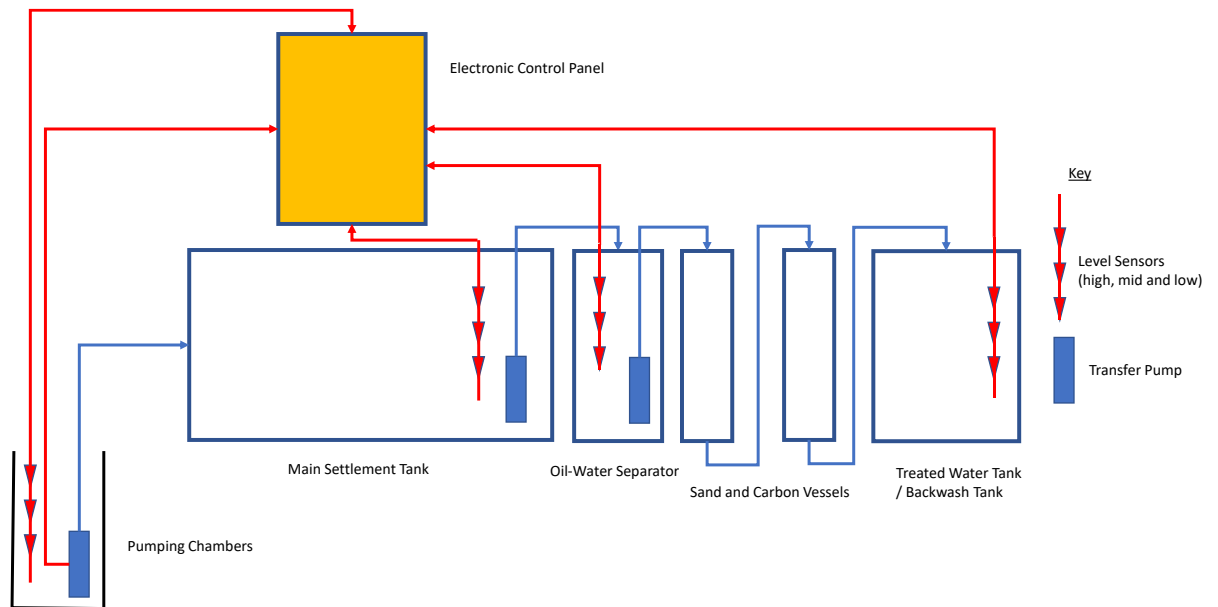 Electronic Control Panel
Key
Level Sensors
(high, mid and low)
Transfer Pump
Main Settlement Tank
Oil-Water Separator
Sand and Carbon Vessels
Treated Water Tank
/ Backwash Tank
Pumping Chambers